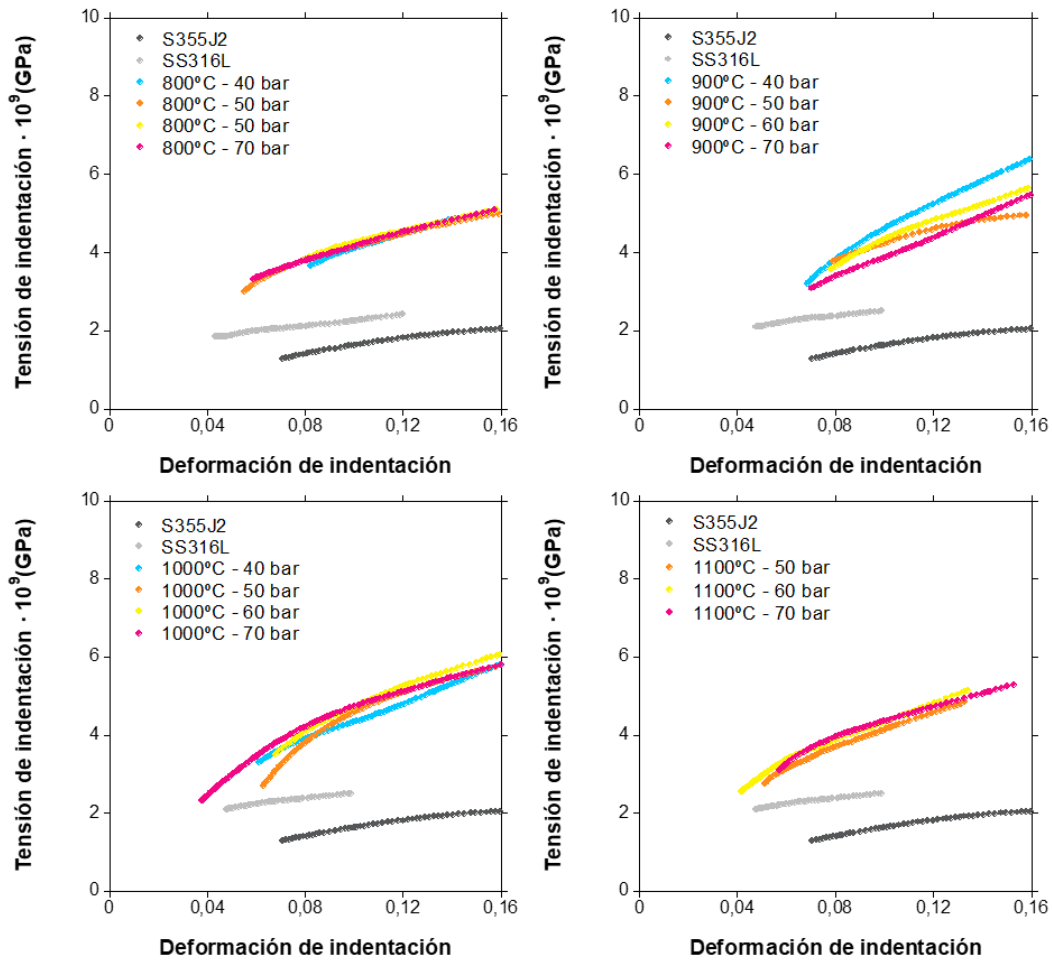 Tensión de indentación · 10⁹(GPa)
10
8
6
4
2
0
S355J2
SS316L
800ºC - 40 bar
800ºC - 50 bar
800ºC - 50 bar
800ºC - 70 bar
0
0,04
0,08
0,12
0,16
Deformación de indentación
Tensión de indentación · 10⁹(GPa)
10
8
6
4
2
0
S355J2
SS316L
900ºC - 40 bar
900ºC - 50 bar
900ºC - 60 bar
900ºC - 70 bar
0
0,04
0,08
0,12
0,16
Deformación de indentación
Tensión de indentación · 10⁹(GPa)
10
8
6
4
2
0
S355J2
SS316L
1000ºC - 40 bar
1000ºC - 50 bar
1000ºC - 60 bar
1000ºC - 70 bar
0
0,04
0,08
0,12
0,16
Deformación de indentación
Tensión de indentación · 10⁹(GPa)
10
8
6
4
2
0
S355J2
SS316L
1100ºC - 50 bar
1100ºC - 60 bar
1100ºC - 70 bar
0
0,04
0,08
0,12
0,16
Deformación de indentación